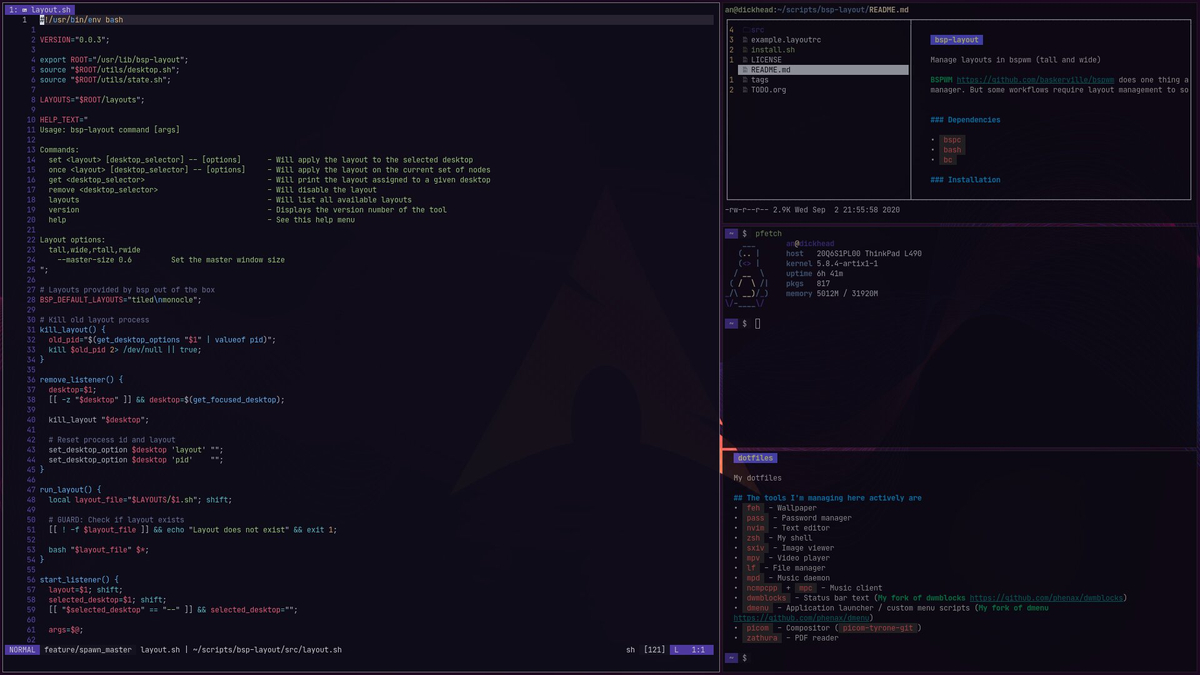 1: layout.sh
1 #!/usr/bin/env bash
1
2 VERSION="0.0.3";
3
4 export ROOT="/usr/lib/bsp-layout";
5 source "$ROOT/utils/desktop.sh";
6 source "$ROOT/utils/state.sh";
7
8 LAYOUTS="$ROOT/layouts";
9
10 HELP_TEXT="
11 Usage: bsp-layout command [args]
12
13 Commands:
14 set <layout> [desktop_selector] -- [options] - Will apply the layout to the selected desktop
15 once <layout> [desktop_selector] -- [options] - Will apply the layout on the current set of nodes
16 get <desktop_selector> - Will print the layout assigned to a given desktop
17 remove <desktop_selector> - Will disable the layout
18 layouts - Will list all available layouts
19 version - Displays the version number of the tool
20 help - See this help menu
21
22 Layout options:
23 tall,wide,rtall,rwide
24 --master-size 0.6 Set the master window size
25 ";
26
27 # Layouts provided by bsp out of the box
28 BSP_DEFAULT_LAYOUTS="tiled\nmonocle";
29
30 # Kill old layout process
31 kill_layout() {
32 old_pid="$(get_desktop_options "$1" | valueof pid)";
33 kill $old_pid 2> /dev/null || true;
34 }
35
36 remove_listener() {
37 desktop=$1;
38 [[ -z "$desktop" ]] && desktop=$(get_focused_desktop);
39
40 kill_layout "$desktop";
41
42 # Reset process id and layout
43 set_desktop_option $desktop 'layout' "";
44 set_desktop_option $desktop 'pid' "";
45 }
46
47 run_layout() {
48 local layout_file="$LAYOUTS/$1.sh"; shift;
49
50 # GUARD: Check if layout exists
51 [[ ! -f $layout_file ]] && echo "Layout does not exist" && exit 1;
52
53 bash "$layout_file" $*;
54 }
55
56 start_listener() {
57 layout=$1; shift;
58 selected_desktop=$1; shift;
59 [[ "$selected_desktop" == "--" ]] && selected_desktop="";
60
61 args=$@;
62
NORMAL feature/spawn_master layout.sh | ~/scripts/bsp-layout/src/layout.sh sh [121] L 1:1
an@dickhead:~/scripts/bsp-layout/README.md
4 src
3 example.layoutrc
2 install.sh
1 LICENSE
README.md
1 tags
2 TODO.org
bsp-layout
Manage layouts in bspwm (tall and wide)
BSPWM https://github.com/baskerville/bspwm does one thing a
manager. But some workflows require layout management to so
### Dependencies
• bspc
• bash
• bc
### Installation
-rw-r--r-- 2.9K Wed Sep 2 21:55:58 2020
~ $ pfetch
an@dickhead
host 20Q6S1PL00 ThinkPad L490
kernel 5.8.4-artix1-1
uptime 6h 41m
pkgs 817
memory 5012M / 31920M
~ $
dotfiles
My dotfiles
## The tools I'm managing here actively are
• feh - Wallpaper
• pass - Password manager
• nvim - Text editor
• zsh - My shell
• sxiv - Image viewer
• mpv - Video player
• lf - File manager
• mpd - Music daemon
• ncmpcpp + mpc - Music client
• dwmblocks - Status bar text (My fork of dwmblocks https://github.com/phenax/dwmblocks)
• dmenu - Application launcher / custom menu scripts (My fork of dmenu
https://github.com/phenax/dmenu)
• picom - Compositor ( picom-tyrone-git )
• zathura - PDF reader
~ $